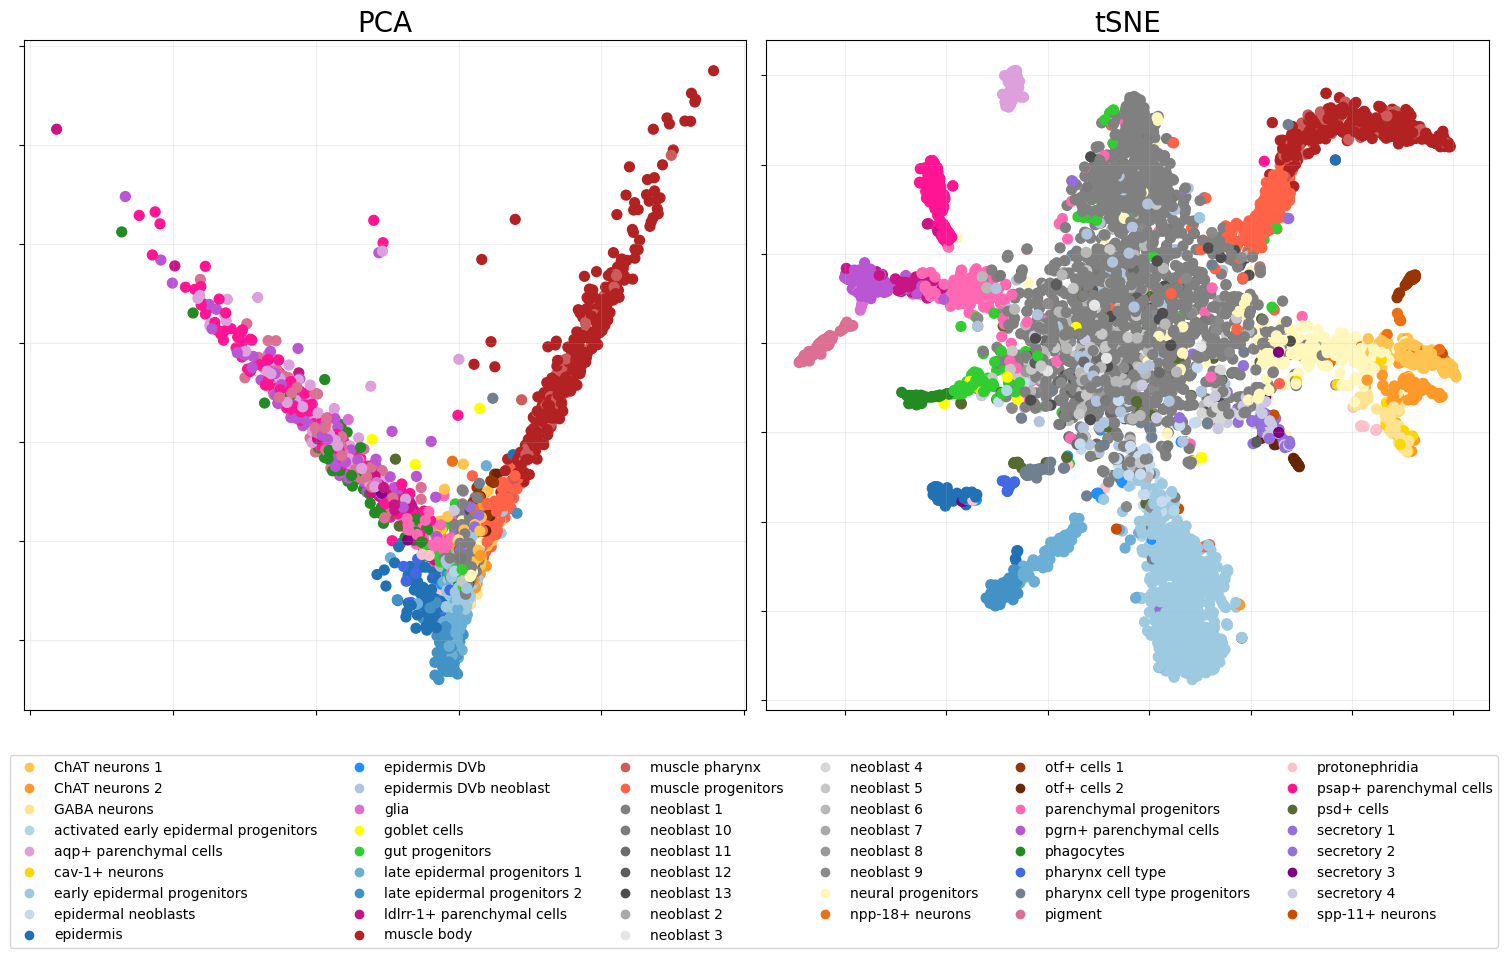 PCA
tSNE
ChAT neurons 1
ChAT neurons 2
GABA neurons
activated early epidermal progenitors
aqp+ parenchymal cells
cav-1+ neurons
early epidermal progenitors
epidermal neoblasts
epidermis
epidermis DVb
epidermis DVb neoblast
glia
goblet cells
gut progenitors
late epidermal progenitors 1
late epidermal progenitors 2
ldlrr-1+ parenchymal cells
muscle body
muscle pharynx
muscle progenitors
neoblast 1
neoblast 10
neoblast 11
neoblast 12
neoblast 13
neoblast 2
neoblast 3
neoblast 4
neoblast 5
neoblast 6
neoblast 7
neoblast 8
neoblast 9
neural progenitors
npp-18+ neurons
otf+ cells 1
otf+ cells 2
parenchymal progenitors
pgrn+ parenchymal cells
phagocytes
pharynx cell type
pharynx cell type progenitors
pigment
protonephridia
psap+ parenchymal cells
psd+ cells
secretory 1
secretory 2
secretory 3
secretory 4
spp-11+ neurons